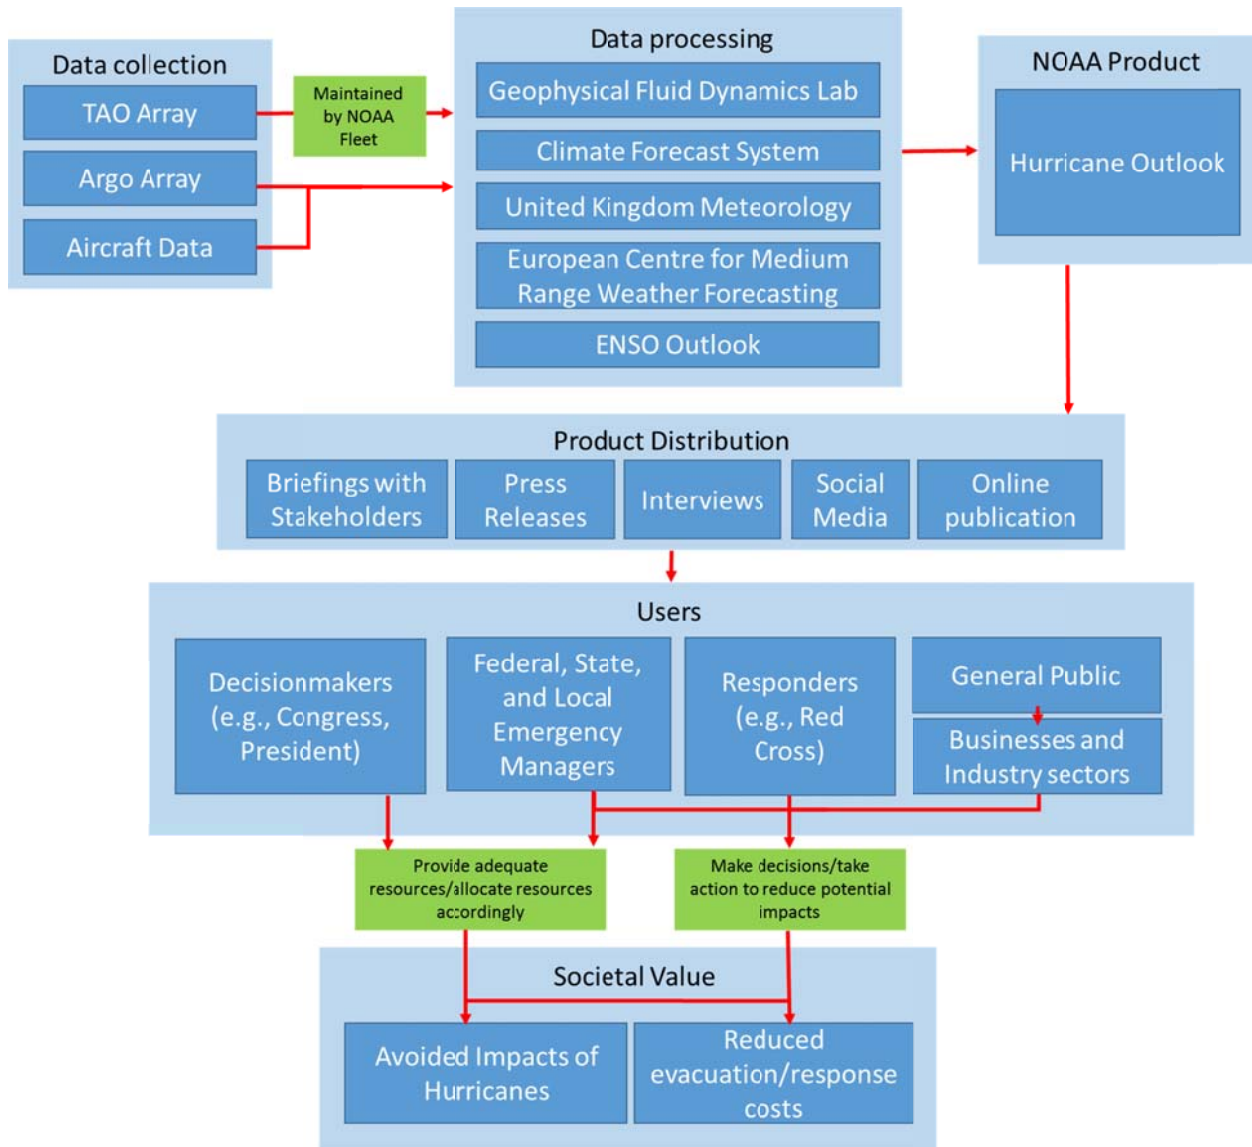 Data collection
TAO Array
Argo Array
Aircraft Data
Maintained
by NOAA
Fleet
Data processing
Geophysical Fluid Dynamics Lab
Climate Forecast System
United Kingdom Meteorology
European Centre for Medium
Range Weather Forecasting
ENSO Outlook
NOAA Product
Hurricane Outlook
Product Distribution
Briefings with
Stakeholders
Press
Releases
Interviews
Social
Media
Online
publication
Users
Decisionmakers
(e.g., Congress,
President)
Federal, State,
and Local
Emergency
Managers
Responders
(e.g., Red
Cross)
General Public
Businesses and
Industry sectors
Provide adequate
resources/allocate resources
accordingly
Make decisions/take
action to reduce potential
impacts
Societal Value
Avoided Impacts of
Hurricanes
Reduced
evacuation/response
costs